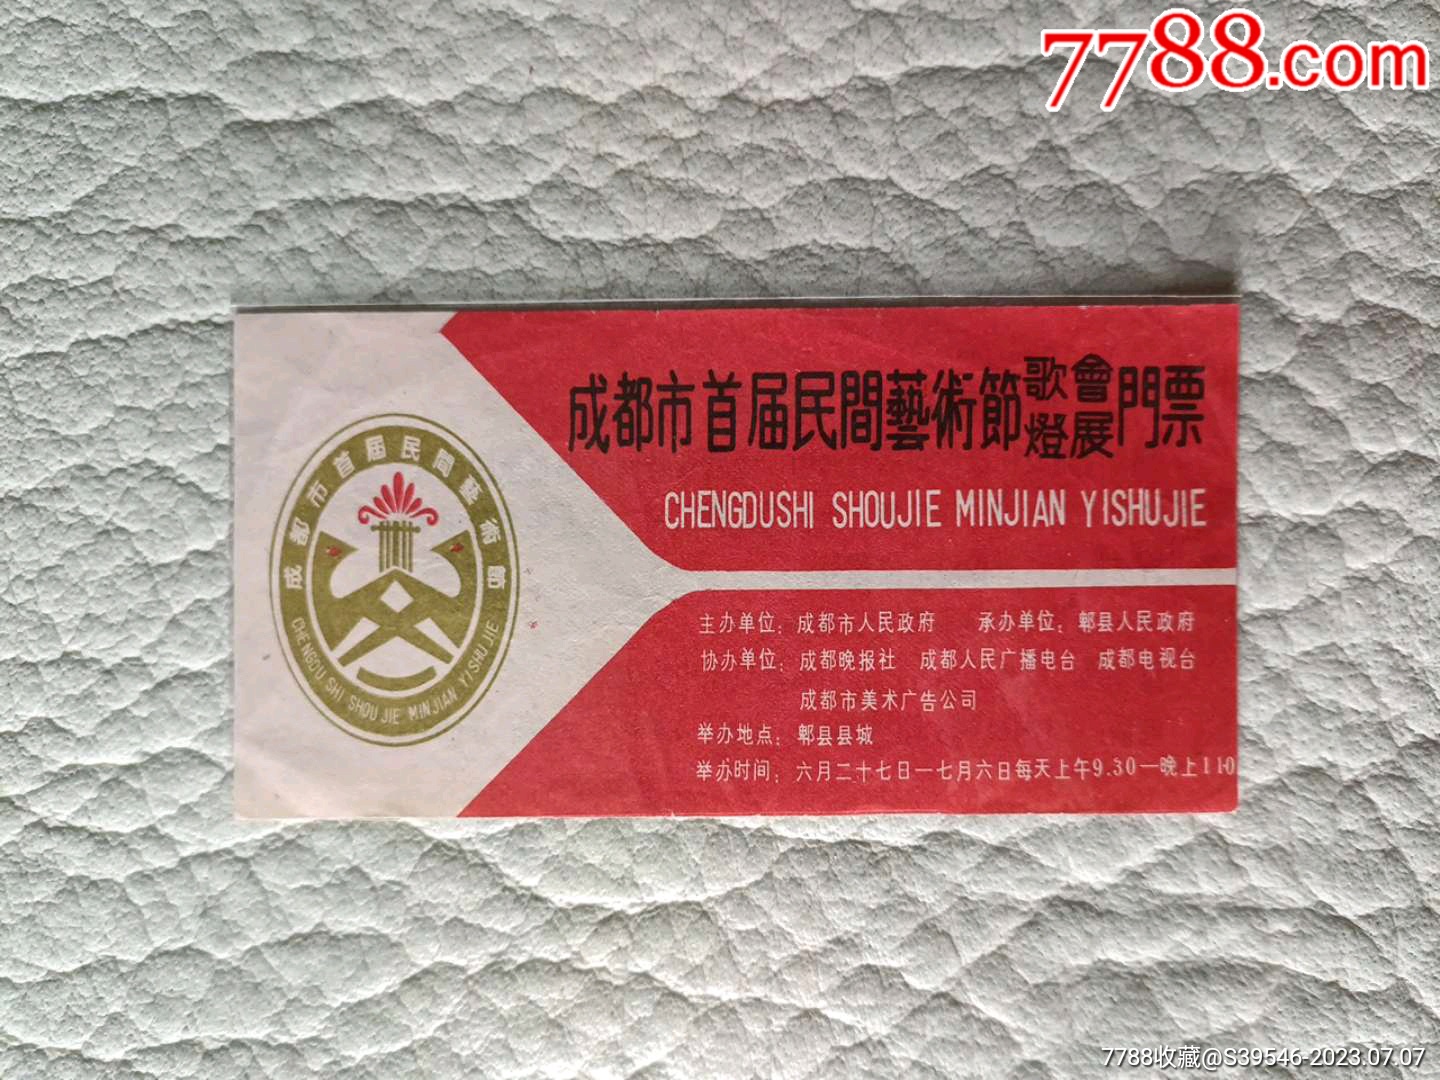 7788.com
成都市首届民間藝術節歌會燈展門票
CHENGDUSHI SHOUJIE MINJIAN YISHUJIE
成都市首届民間藝術節
CHENGDU SHI SHOU JIE MINJIAN YISHUJIE
主办单位：成都市人民政府 承办单位：郫县人民政府
协办单位：成都晚报社 成都人民广播电台 成都电视台
成都市美术广告公司
举办地点：郫县县城
举办时间：六月二十七日—七月六日每天上午9.30—晚上110
7788收藏@S39546-2023.07.07